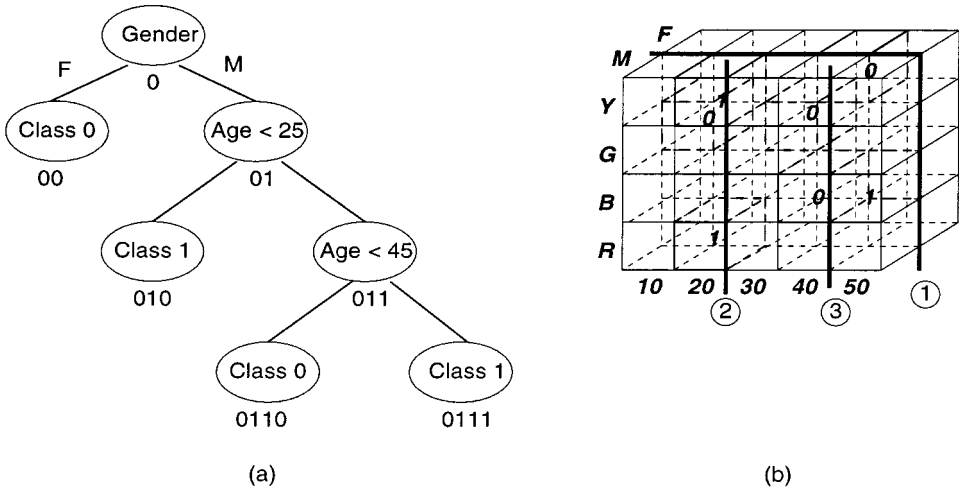 Gender
0
F
M
Class 0
00
Age < 25
01
Class 1
010
Age < 45
011
Class 0
0110
Class 1
0111
(a)
F
M
0
Y
1
0
0
G
B
0
1
R
1
10 20 30 40 50
1
2
3
(b)